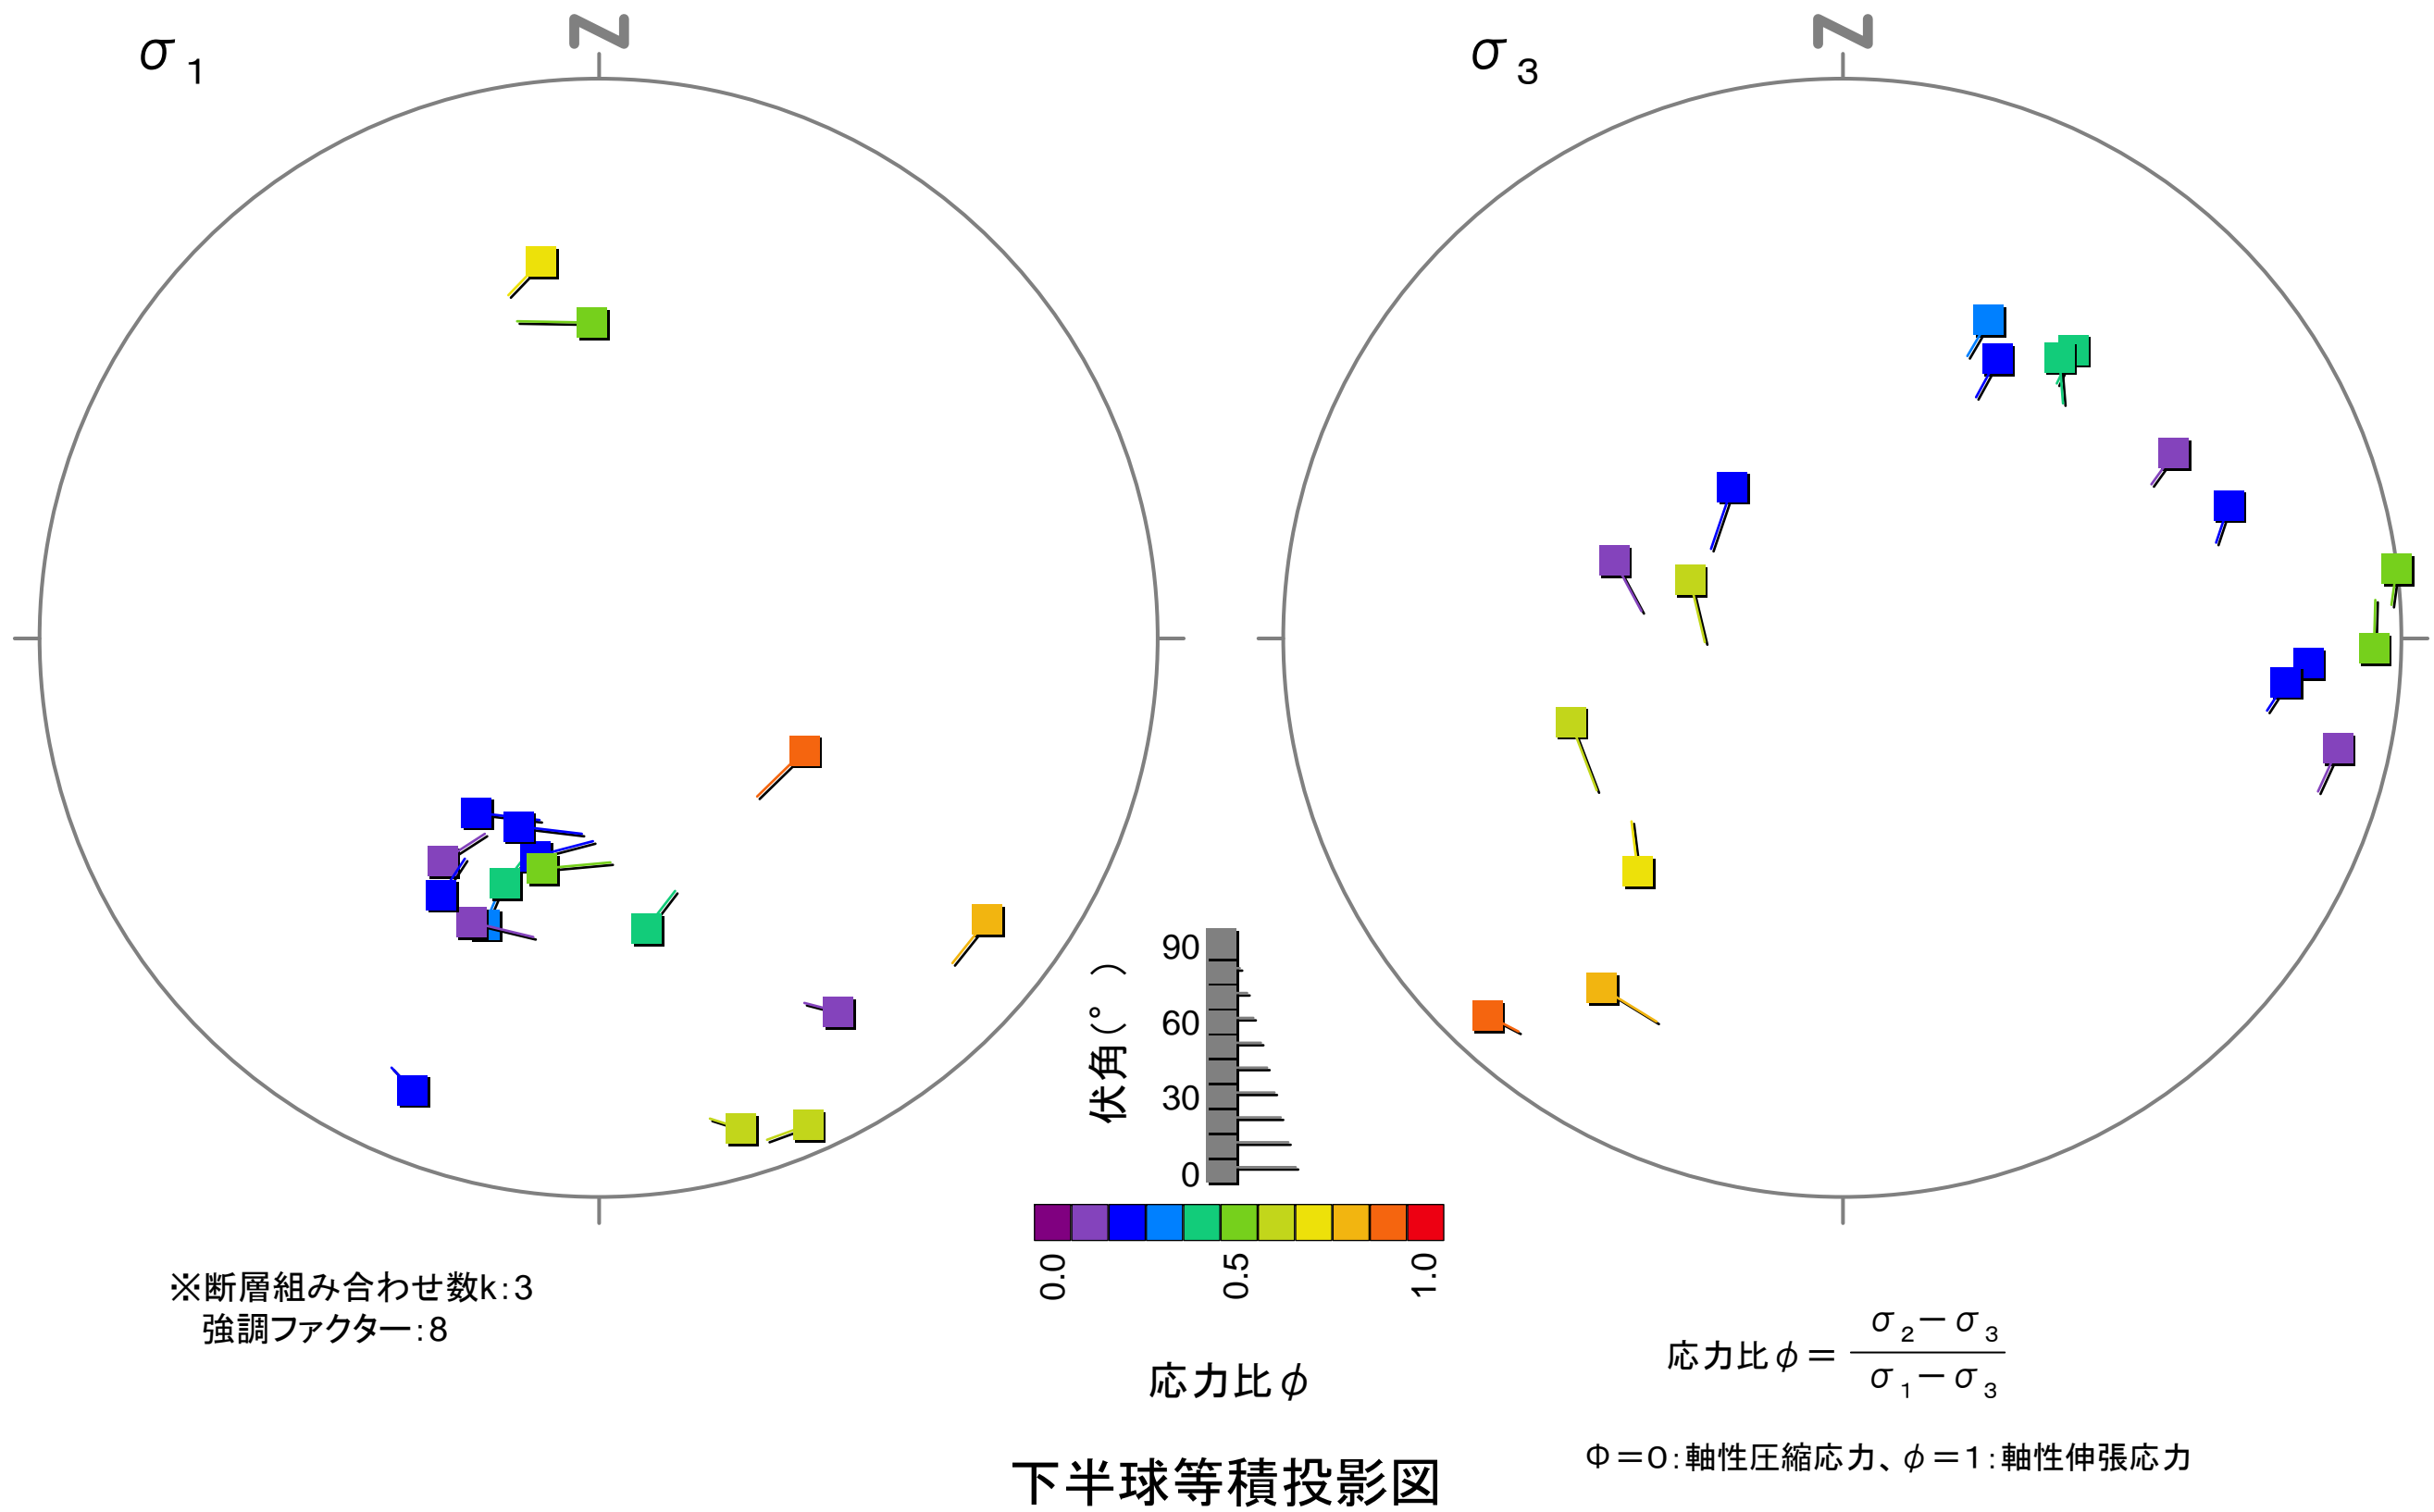 σ1
N
σ3
N
伏角(°)
90
60
30
0
0.0
0.5
1.0
応力比φ
※断層組み合わせ数k:3
強調ファクター:8
応力比φ=
σ2-σ3
σ1-σ3
Φ=0:軸性圧縮応力、φ=1:軸性伸張応力
下半球等積投影図